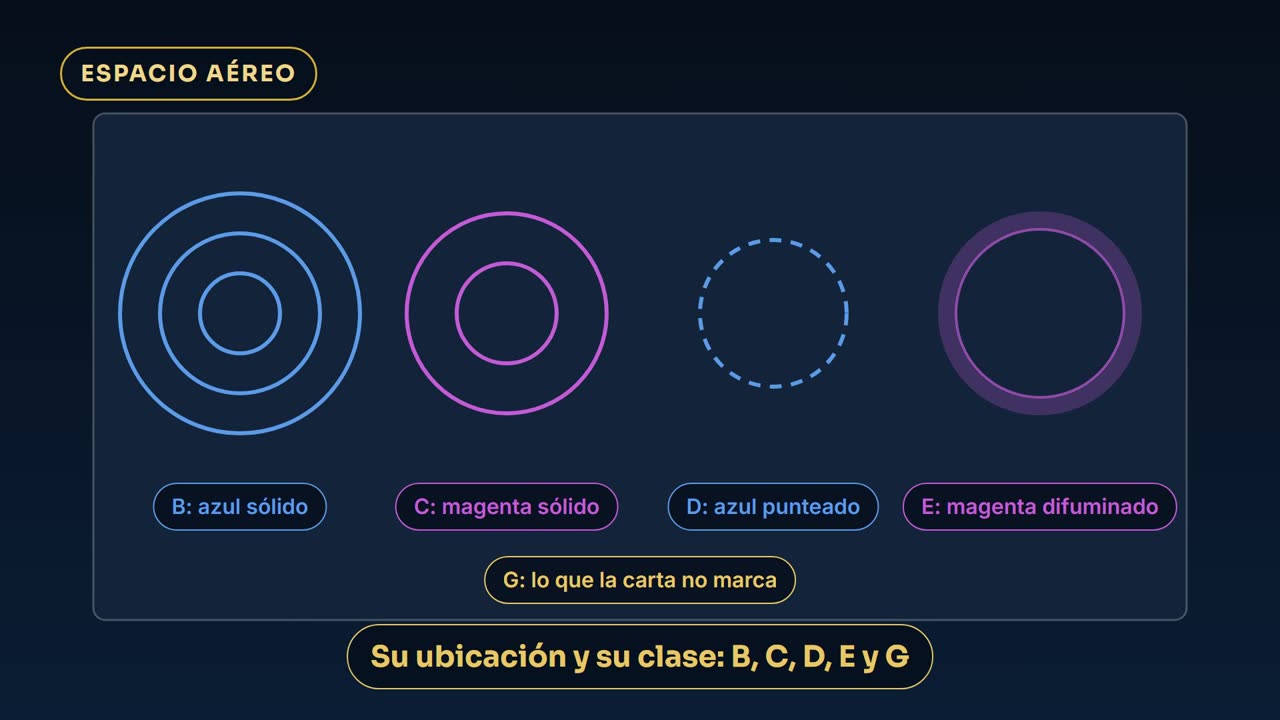 ESPACIO AÉREO
B: azul sólido
C: magenta sólido
D: azul punteado
E: magenta difuminado
G: lo que la carta no marca
Su ubicación y su clase: B, C, D, E y G